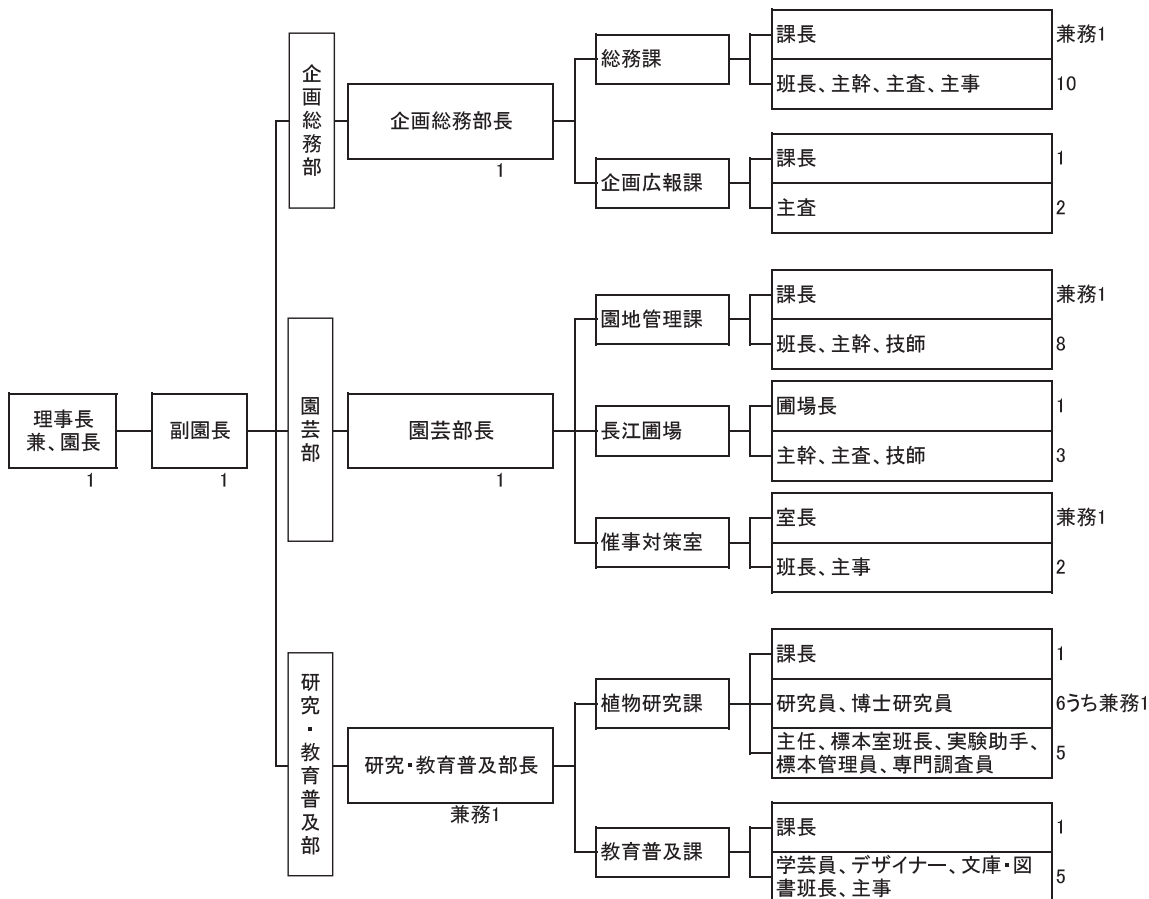 理事長
兼、園長
1
副園長
1
企画総務部
企画総務部長
1
総務課
課長
兼務1
班長、主幹、主査、主事
10
企画広報課
課長
1
主査
2
園芸部
園芸部長
1
園地管理課
課長
兼務1
班長、主幹、技師
8
長江圃場
圃場長
1
主幹、主査、技師
3
催事対策室
室長
兼務1
班長、主事
2
研究・教育普及部
研究・教育普及部長
兼務1
植物研究課
課長
1
研究員、博士研究員
6うち兼務1
主任、標本室班長、実験助手、
標本管理員、専門調査員
5
教育普及課
課長
1
学芸員、デザイナー、文庫・図
書班長、主事
5